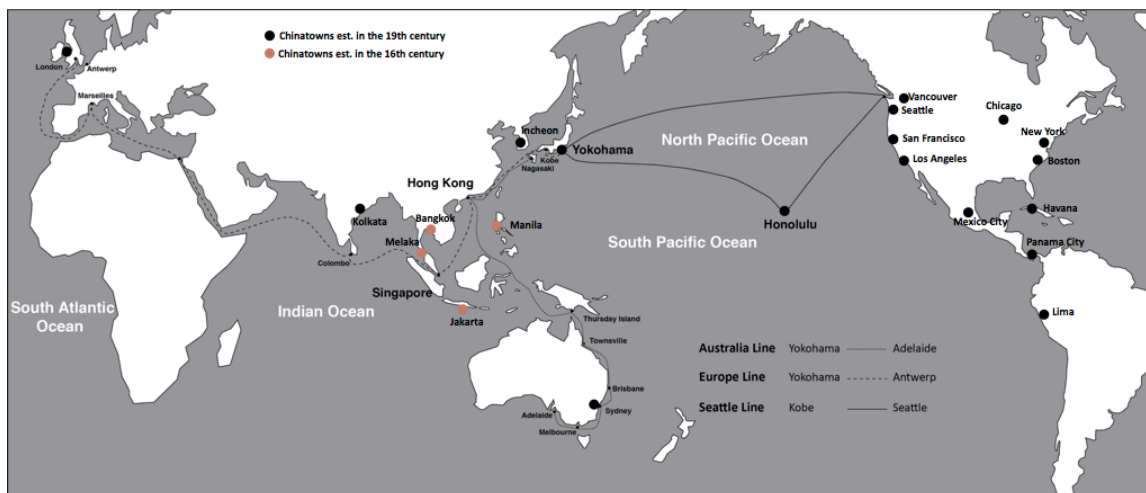 Chinatowns est. in the 19th century
Chinatowns est. in the 16th century
London
Antwerp
Marseilles
Vancouver
Seattle
Chicago
Incheon
North Pacific Ocean
San Francisco
New York
Yokohama
Kobe
Nagasaki
Los Angeles
Boston
Hong Kong
Kolkata
Bangkok
Manila
Honolulu
Havana
Mexico City
Melaka
South Pacific Ocean
Panama City
Colombo
Singapore
South Atlantic
Ocean
Indian Ocean
Jakarta
Thursday Island
Lima
Townsville
Australia Line Yokohama Adelaide
Europe Line Yokohama Antwerp
Brisbane
Seattle Line Kobe Seattle
Adelaide
Sydney
Melbourne